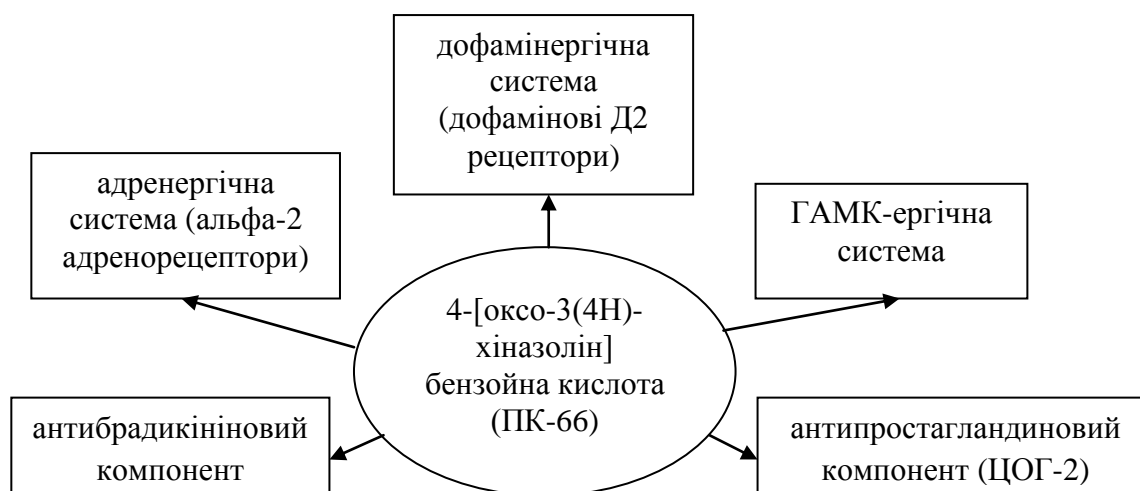 дофамінергічна
система
(дофамінові Д2
рецептори)
адренергічна
система (альфа-2
адренорецептори)
ГАМК-ергічна
система
4-[оксо-3(4Н)-
хіназолін]
бензойна кислота
(ПК-66)
антибрадикініновий
компонент
антипростагландиновий
компонент (ЦОГ-2)